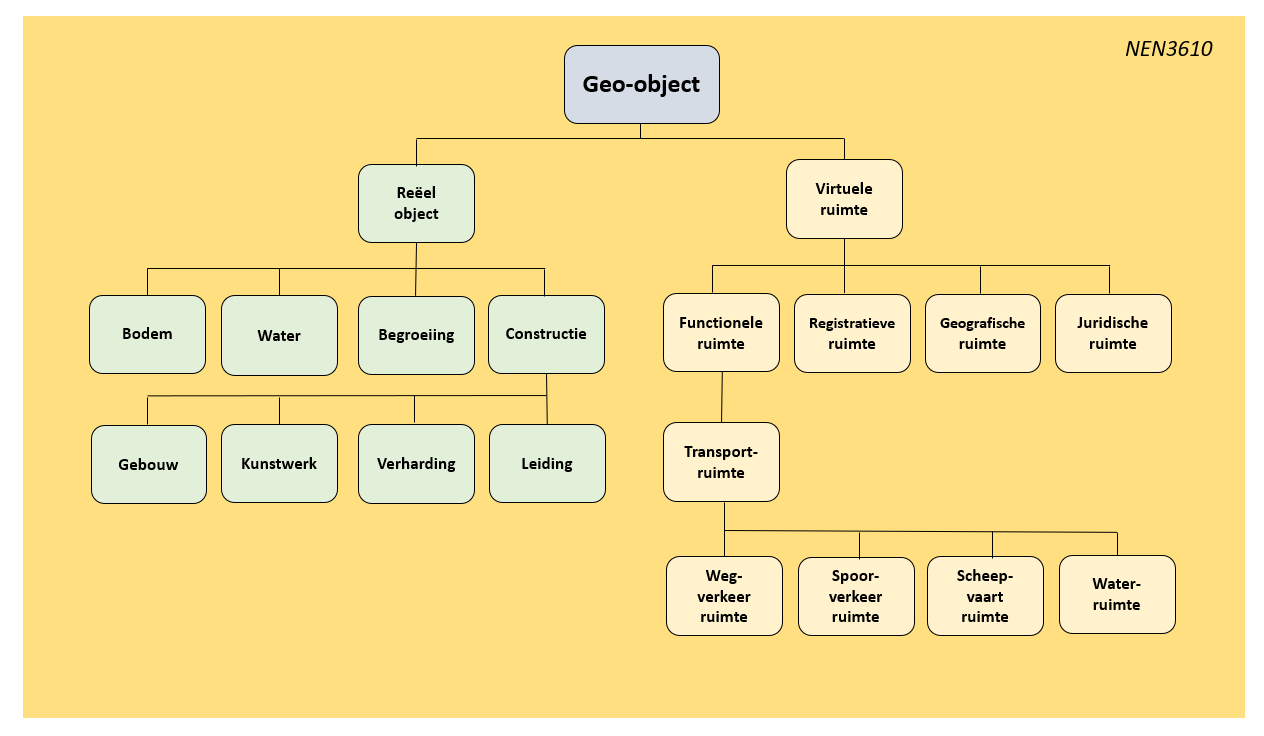 NEN3610
Geo-object
Reëel
object
Virtuele
ruimte
Bodem
Water
Begroeiing
Constructie
Functionele
ruimte
Registratieve
ruimte
Geografische
ruimte
Juridische
ruimte
Gebouw
Kunstwerk
Verharding
Leiding
Transport-
ruimte
Weg-
verkeer
ruimte
Spoor-
verkeer
ruimte
Scheep-
vaart
ruimte
Water-
ruimte